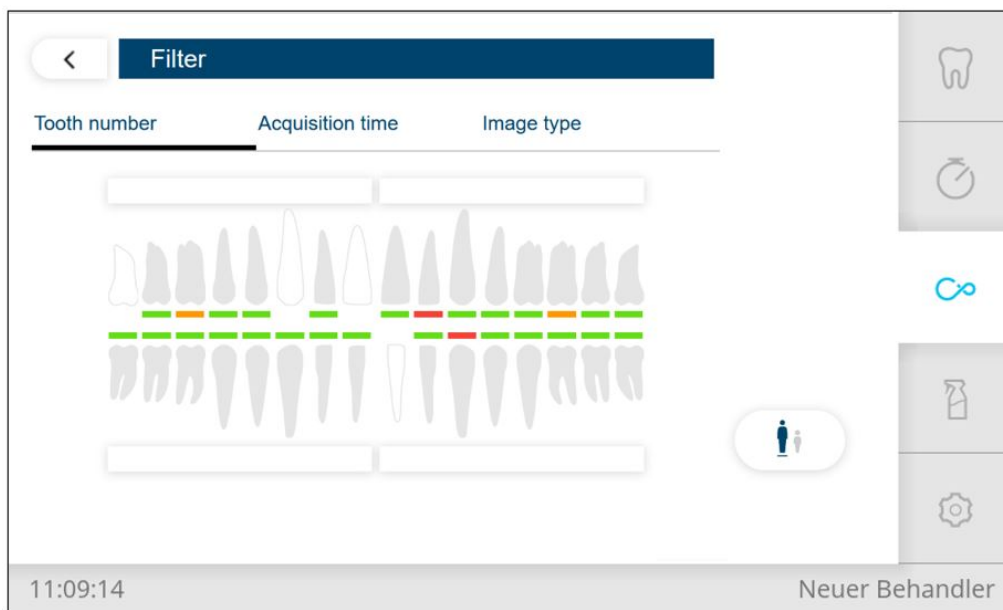 Filter
Tooth number Acquisition time Image type
11:09:14 Neuer Behandler